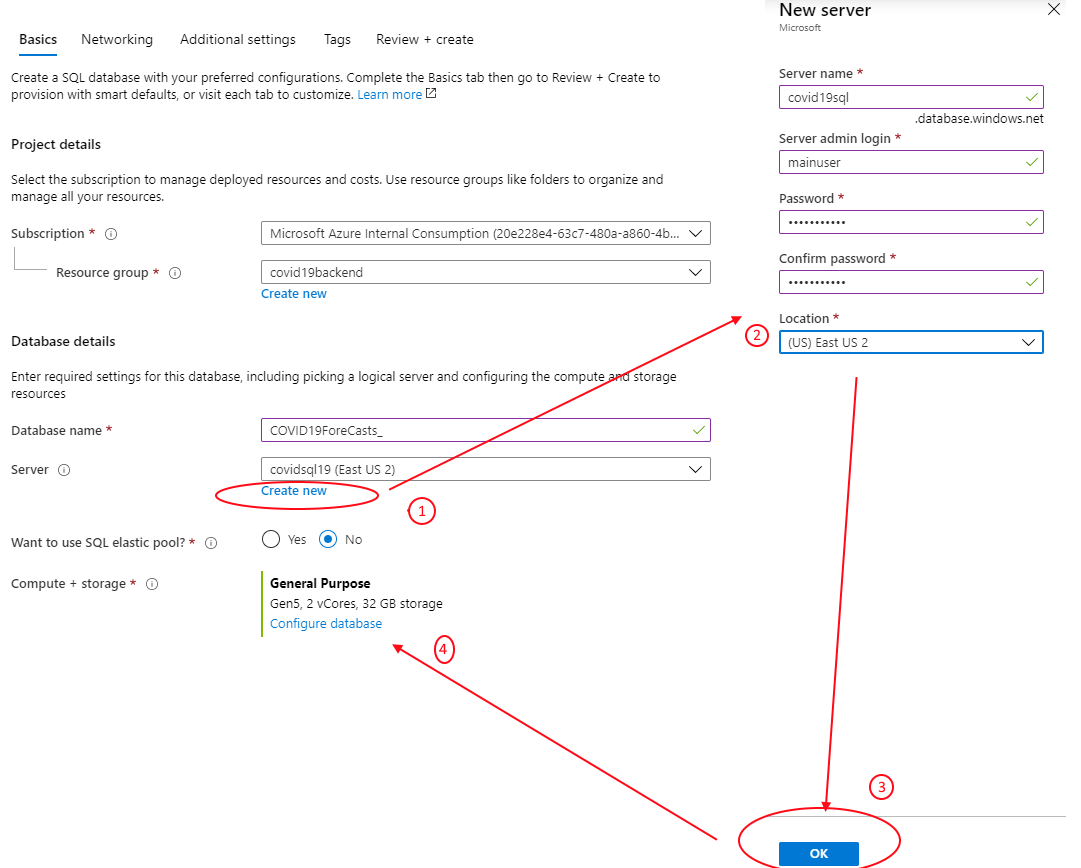 Basics Networking Additional settings Tags Review + create
Create a SQL database with your preferred configurations. Complete the Basics tab then go to Review + Create to
provision with smart defaults, or visit each tab to customize. Learn more
Project details
Select the subscription to manage deployed resources and costs. Use resource groups like folders to organize and
manage all your resources.
Subscription *
Microsoft Azure Internal Consumption (20e228e4-63c7-480a-a860-4b...
Resource group *
covid19backend
Create new
Database details
Enter required settings for this database, including picking a logical server and configuring the compute and storage
resources
Database name *
COVID19ForeCasts_
Server
covidsql19 (East US 2)
Create new
1
Want to use SQL elastic pool? *
Yes No
Compute + storage *
General Purpose
Gen5, 2 vCores, 32 GB storage
Configure database
4
New server
Microsoft
Server name *
covid19sql
.database.windows.net
Server admin login *
mainuser
Password *
•••••••••••
Confirm password *
•••••••••••
Location *
2
(US) East US 2
3
OK